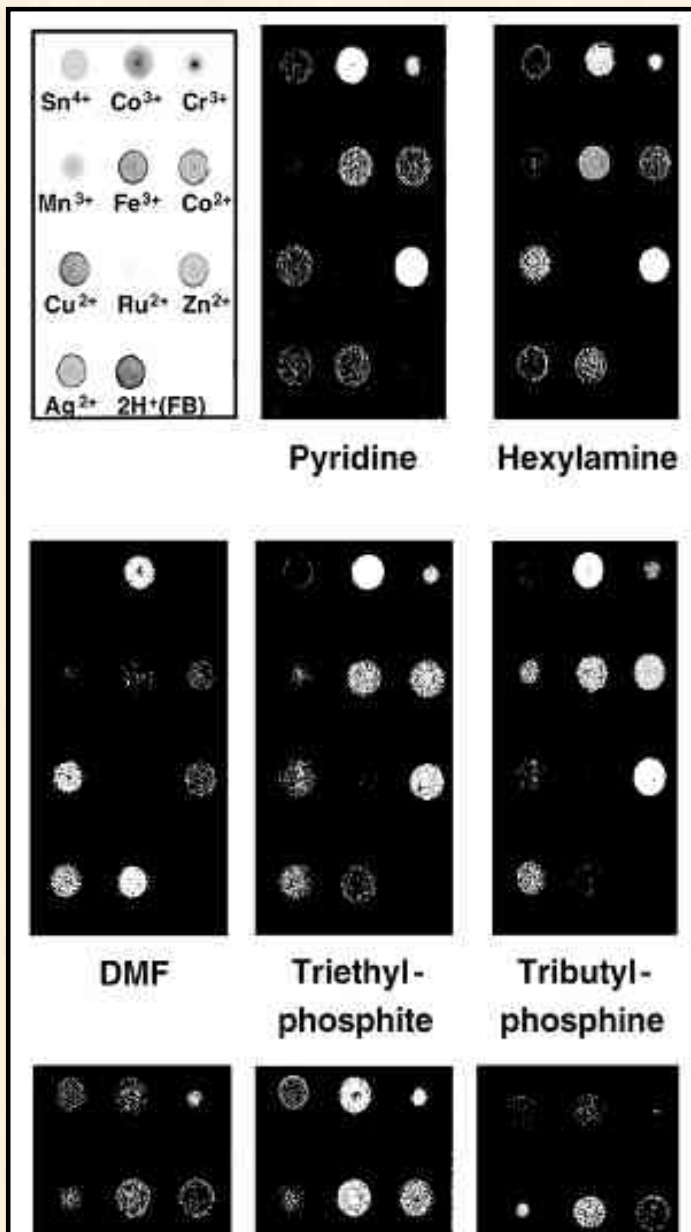 Sn⁴⁺ Co³⁺ Cr³⁺
Mn³⁺ Fe³⁺ Co²⁺
Cu²⁺ Ru²⁺ Zn²⁺
Ag²⁺ 2H⁺(FB)
Pyridine
Hexylamine
DMF
Triethyl-
phosphite
Tributyl-
phosphine